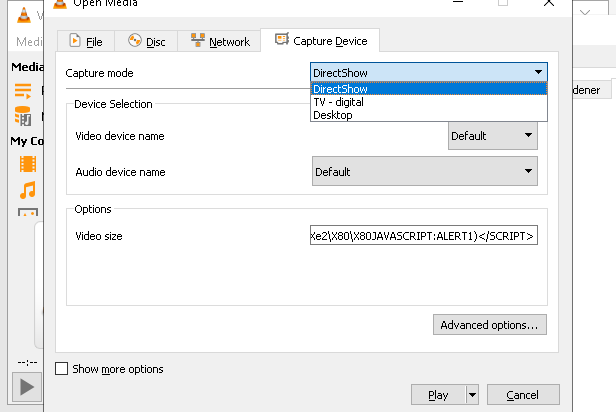 Open Media
V
Medi
File
Disc
Network
Capture Device
Media
Capture mode
DirectShow
DirectShow
TV - digital
Desktop
dener
Device Selection
Video device name
Default
My Co
Audio device name
Default
Options
Video size
Xe2\X80\X80JAVASCRIPT:ALERT1)</SCRIPT>
Advanced options...
--:--
Show more options
Play
Cancel